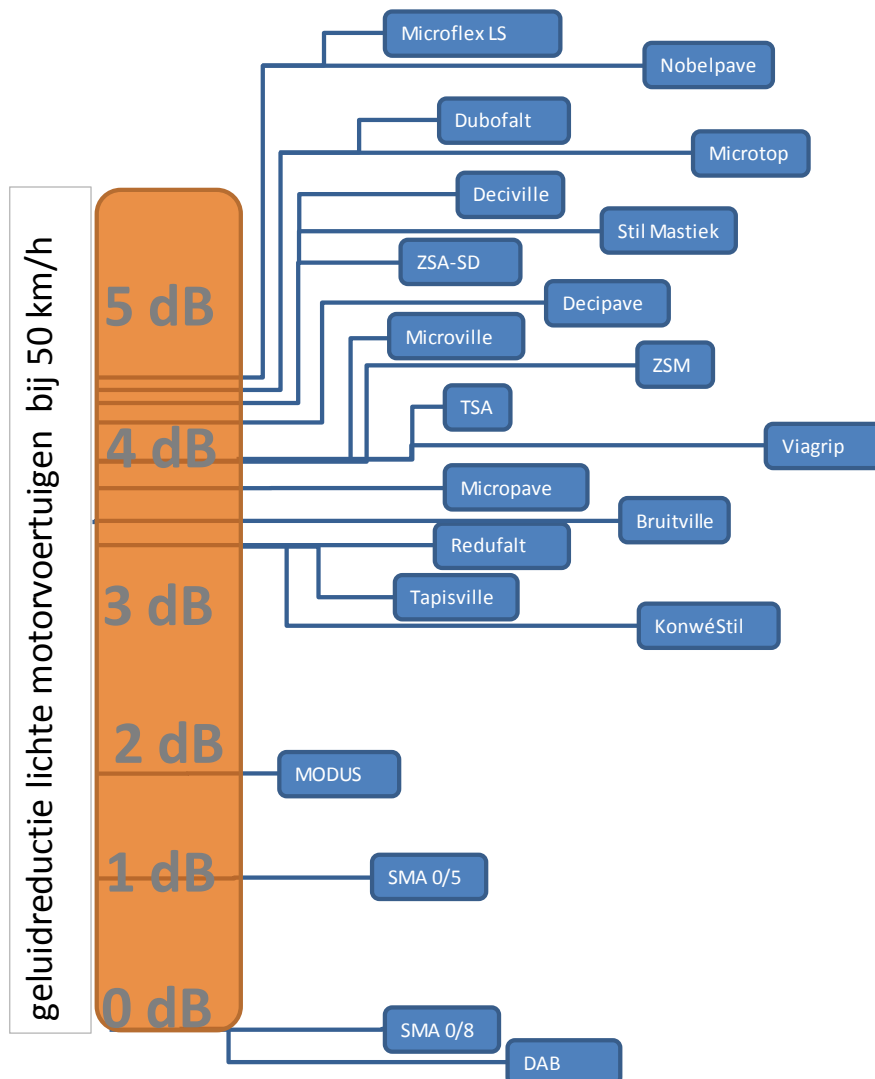 geluidreductie lichte motorvoertuigen bij 50 km/h
5 dB
4 dB
3 dB
2 dB
1 dB
0 dB
Microflex LS
Nobelpave
Dubofalt
Microtop
Deciville
Stil Mastiek
ZSA-SD
Decipave
Microville
ZSM
TSA
Viagrip
Micropave
Bruitville
Redufalt
Tapisville
KonwéStil
MODUS
SMA 0/5
SMA 0/8
DAB